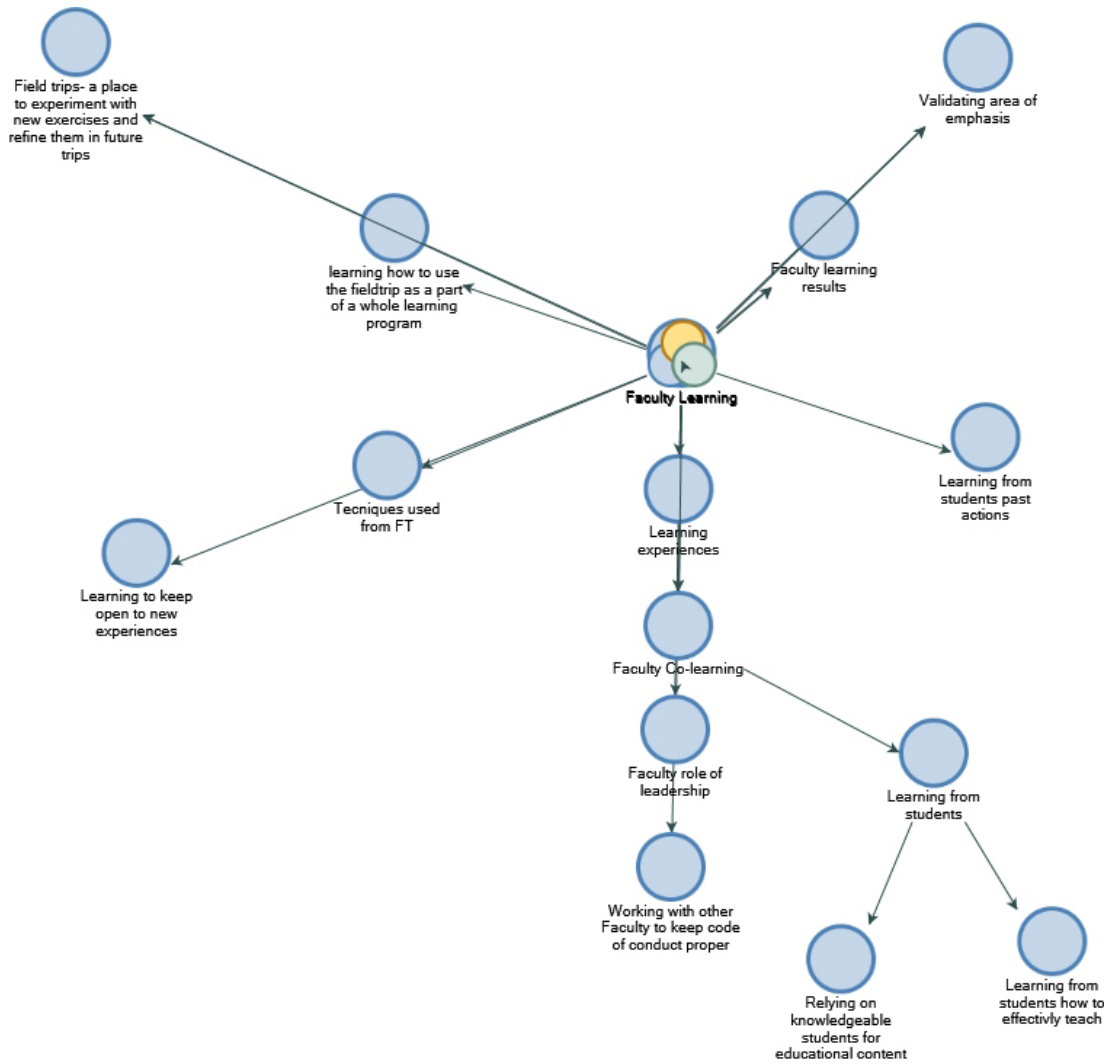 Field trips- a place
to experiment with
new exercises and
refine them in future
trips
Validating area of
emphasis
learning how to use
the fieldtrip as a part
of a whole learning
program
Faculty learning
results
Faculty Learning
Tecniques used
from FT
Learning
experiences
Learning from
students past
actions
Learning to keep
open to new
experiences
Faculty Co-learning
Faculty role of
leadership
Learning from
students
Working with other
Faculty to keep code
of conduct proper
Relying on
knowledgeable
students for
educational content
Learning from
students how to
effectivly teach